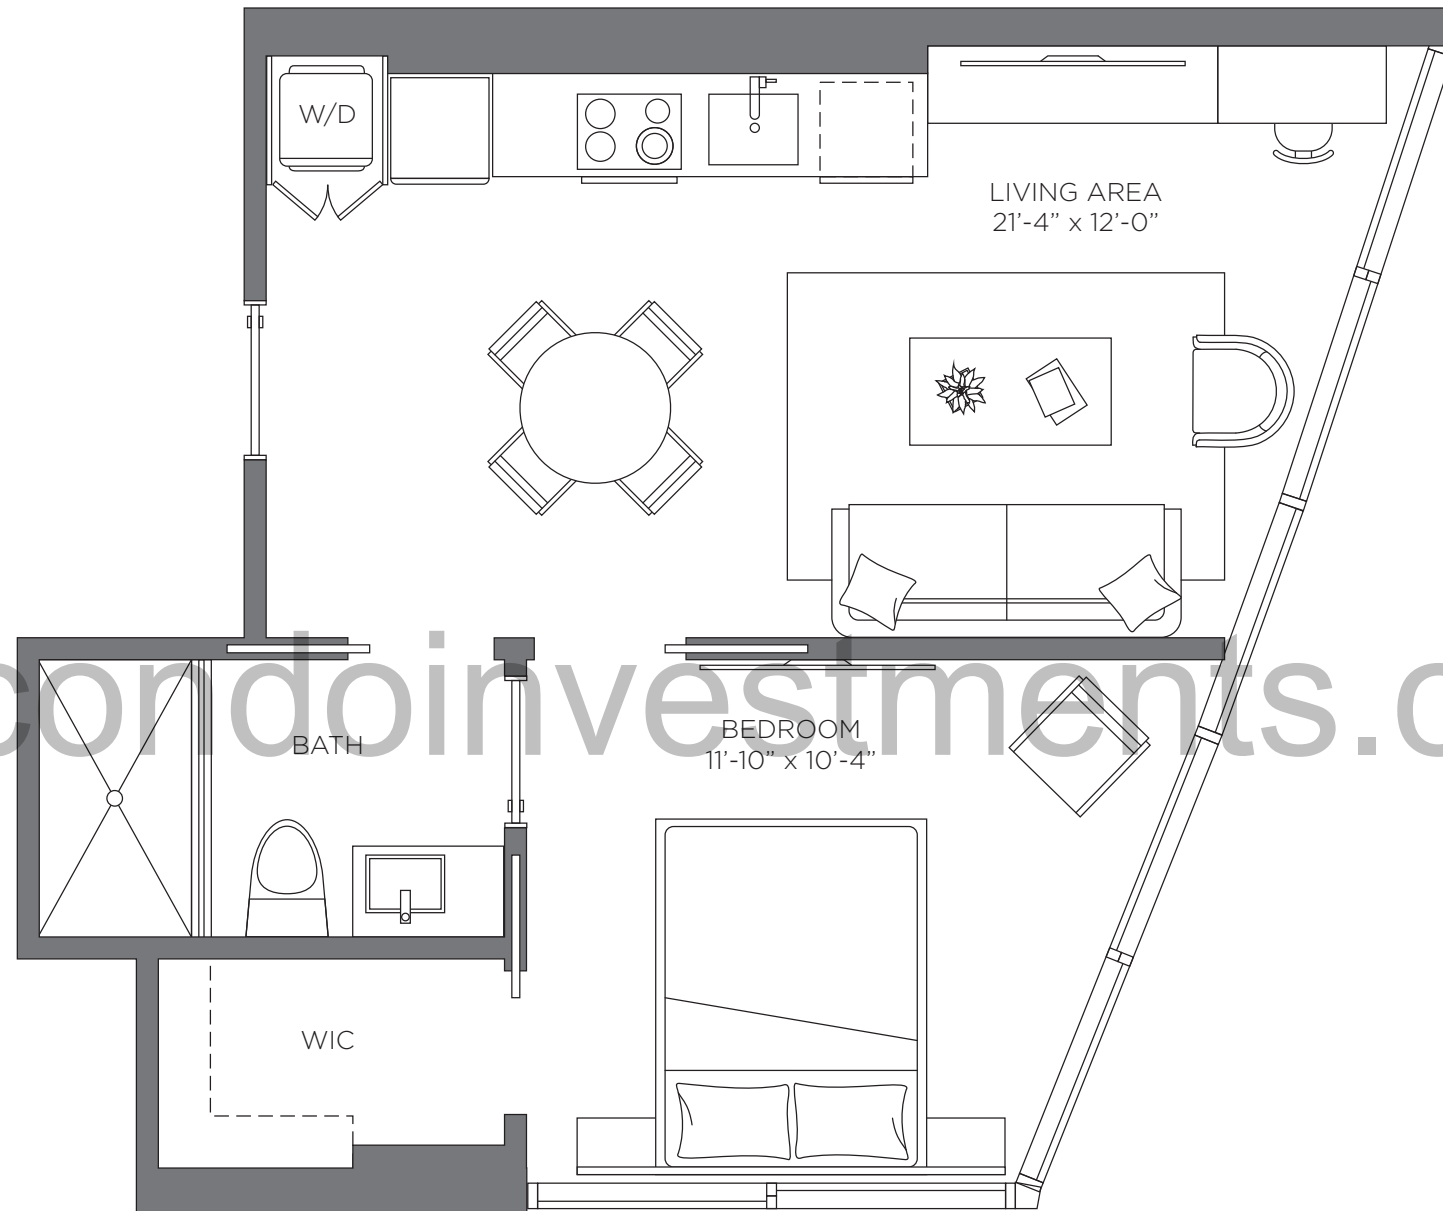 W/D
LIVING AREA
21’-4” x 12’-0”
condoinvestments.c
BEDROOM
11’-10” x 10’-4”
BATH
WIC